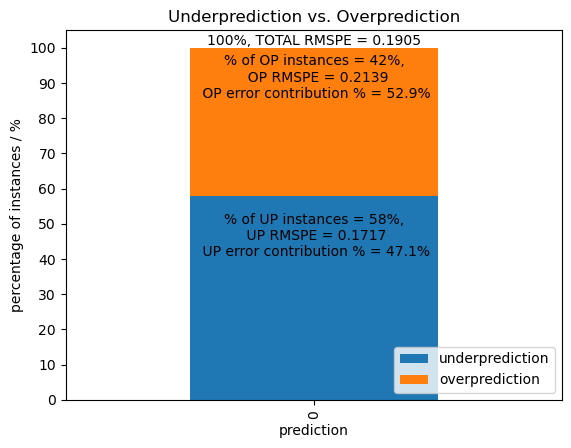 Underprediction vs. Overprediction
100%, TOTAL RMSPE = 0.1905
% of OP instances = 42%,
OP RMSPE = 0.2139
OP error contribution % = 52.9%
% of UP instances = 58%,
UP RMSPE = 0.1717
UP error contribution % = 47.1%
percentage of instances / %
100
90
80
70
60
50
40
30
20
10
0
underprediction
overprediction
0
prediction